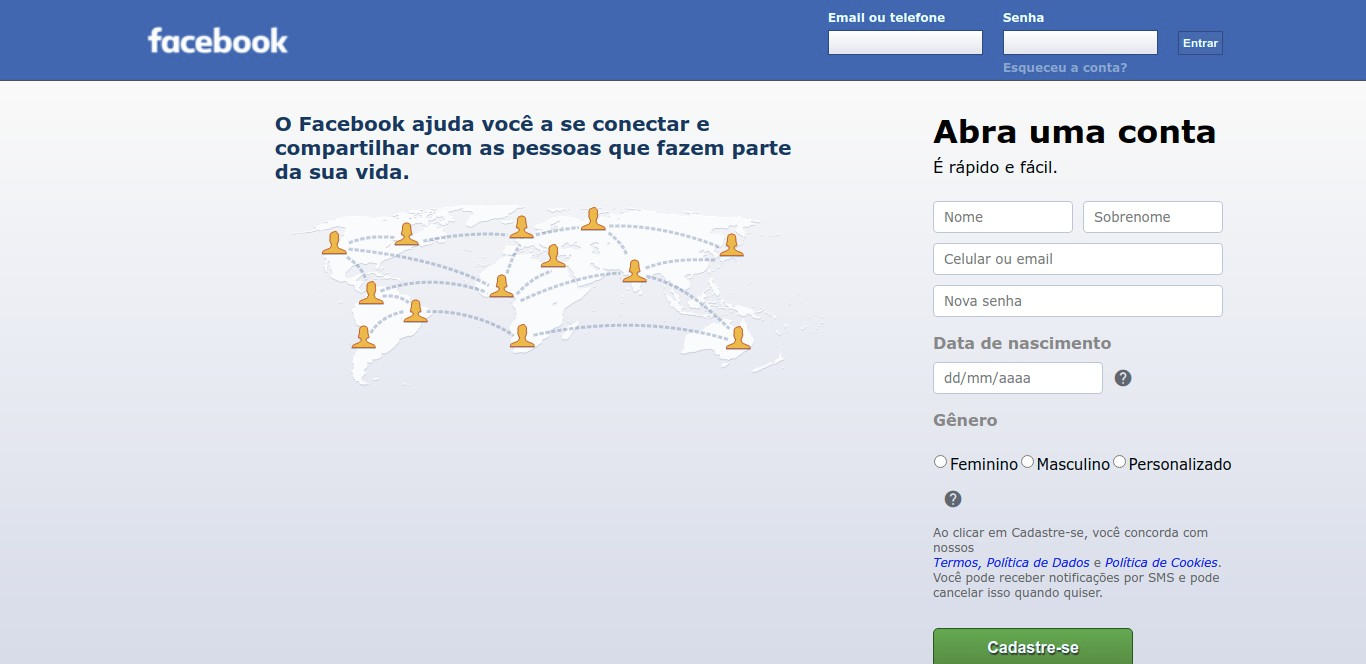 facebook
Email ou telefone
Senha
Entrar
Esqueceu a conta?
O Facebook ajuda você a se conectar e
compartilhar com as pessoas que fazem parte
da sua vida.
Abra uma conta
É rápido e fácil.
Nome
Sobrenome
Celular ou email
Nova senha
Data de nascimento
dd/mm/aaaa
?
Gênero
Feminino
Masculino
Personalizado
?
Ao clicar em Cadastre-se, você concorda com
nossos
Termos, Política de Dados e Política de Cookies.
Você pode receber notificações por SMS e pode
cancelar isso quando quiser.
Cadastre-se